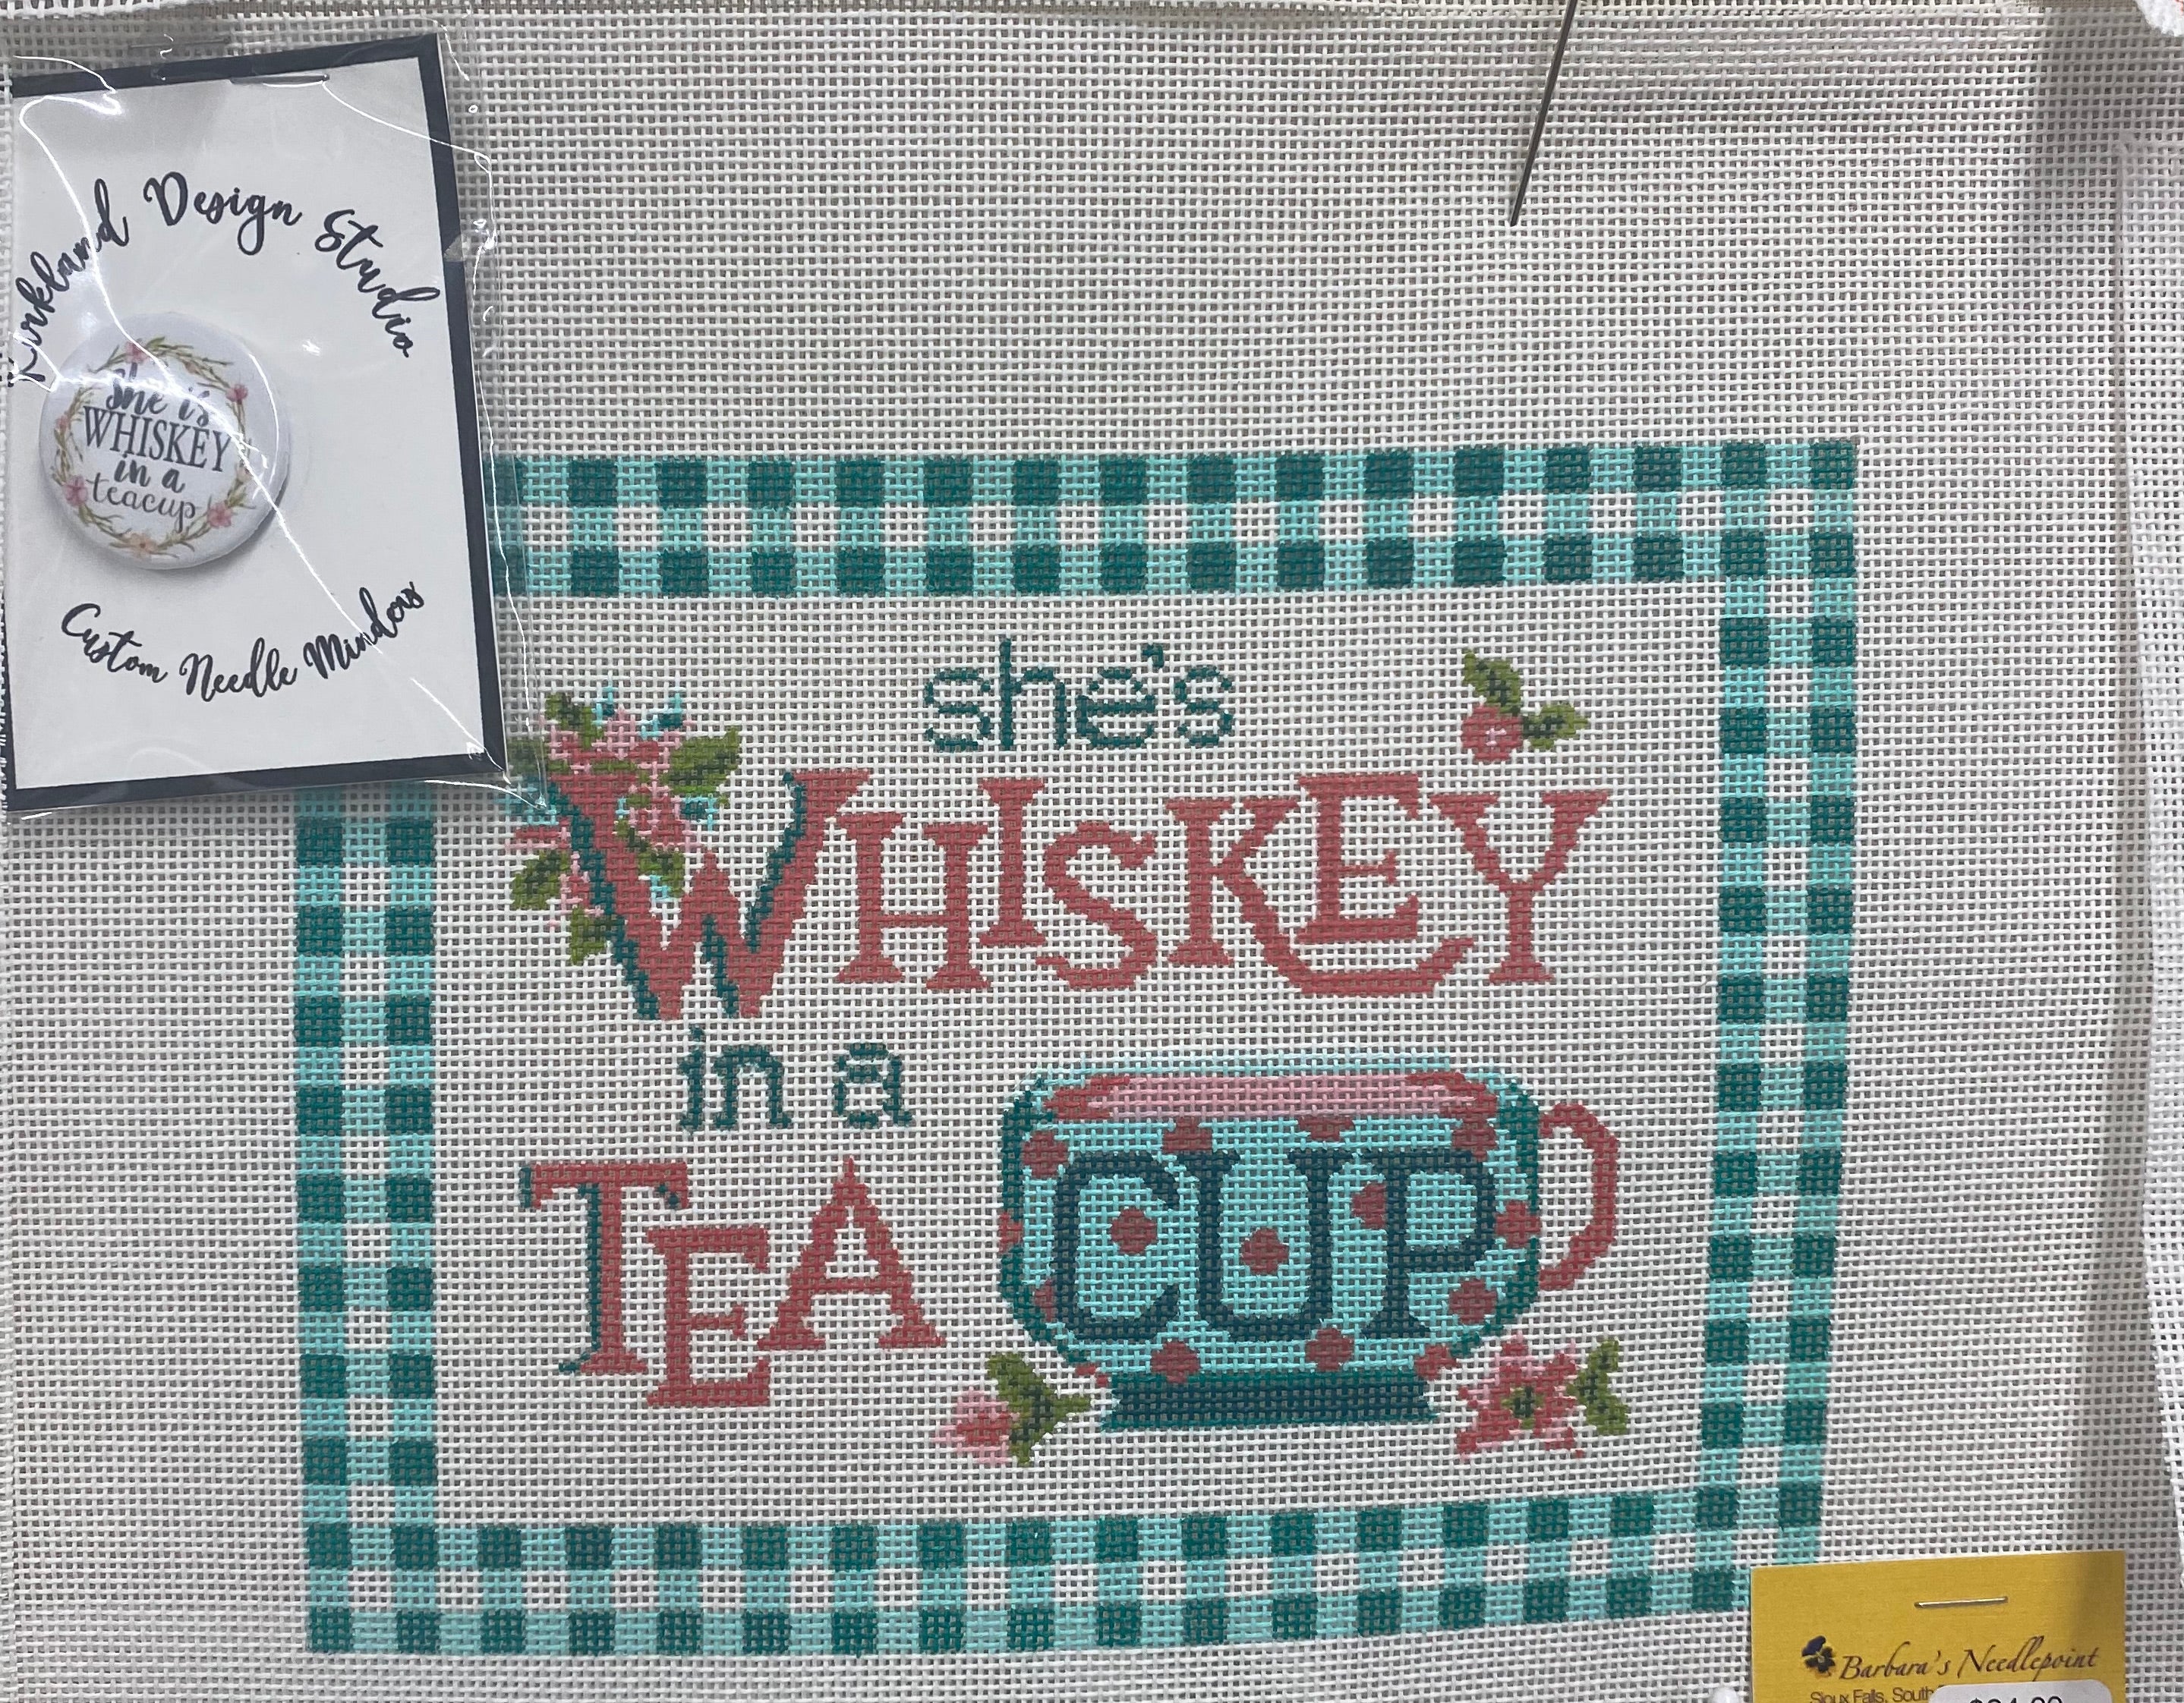 Kirkland Design Studio
She is
WHISKEY
in a
teacup
Custom Needle Minders
she's
WHISKEY
in a
TEA CUP
Barbara's Needlepoint
Sioux Falls, South